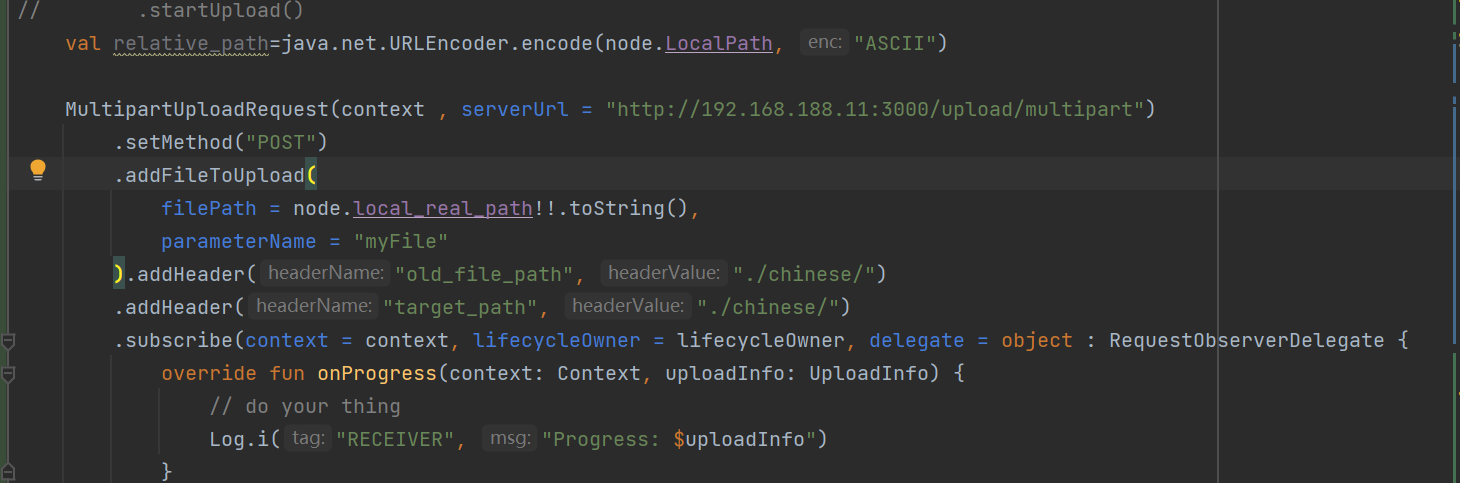 //        .startUpload()
val relative_path=java.net.URLEncoder.encode(node.LocalPath, enc: "ASCII")
MultipartUploadRequest(context , serverUrl = "http://192.168.188.11:3000/upload/multipart")
.setMethod("POST")
.addFileToUpload(
filePath = node.local_real_path!!.toString(),
parameterName = "myFile"
).addHeader( headerName: "old_file_path", headerValue: "./chinese/")
.addHeader( headerName: "target_path", headerValue: "./chinese/")
.subscribe(context = context, lifecycleOwner = lifecycleOwner, delegate = object : RequestObserverDelegate {
override fun onProgress(context: Context, uploadInfo: UploadInfo) {
// do your thing
Log.i( tag: "RECEIVER", msg: "Progress: $uploadInfo")
}